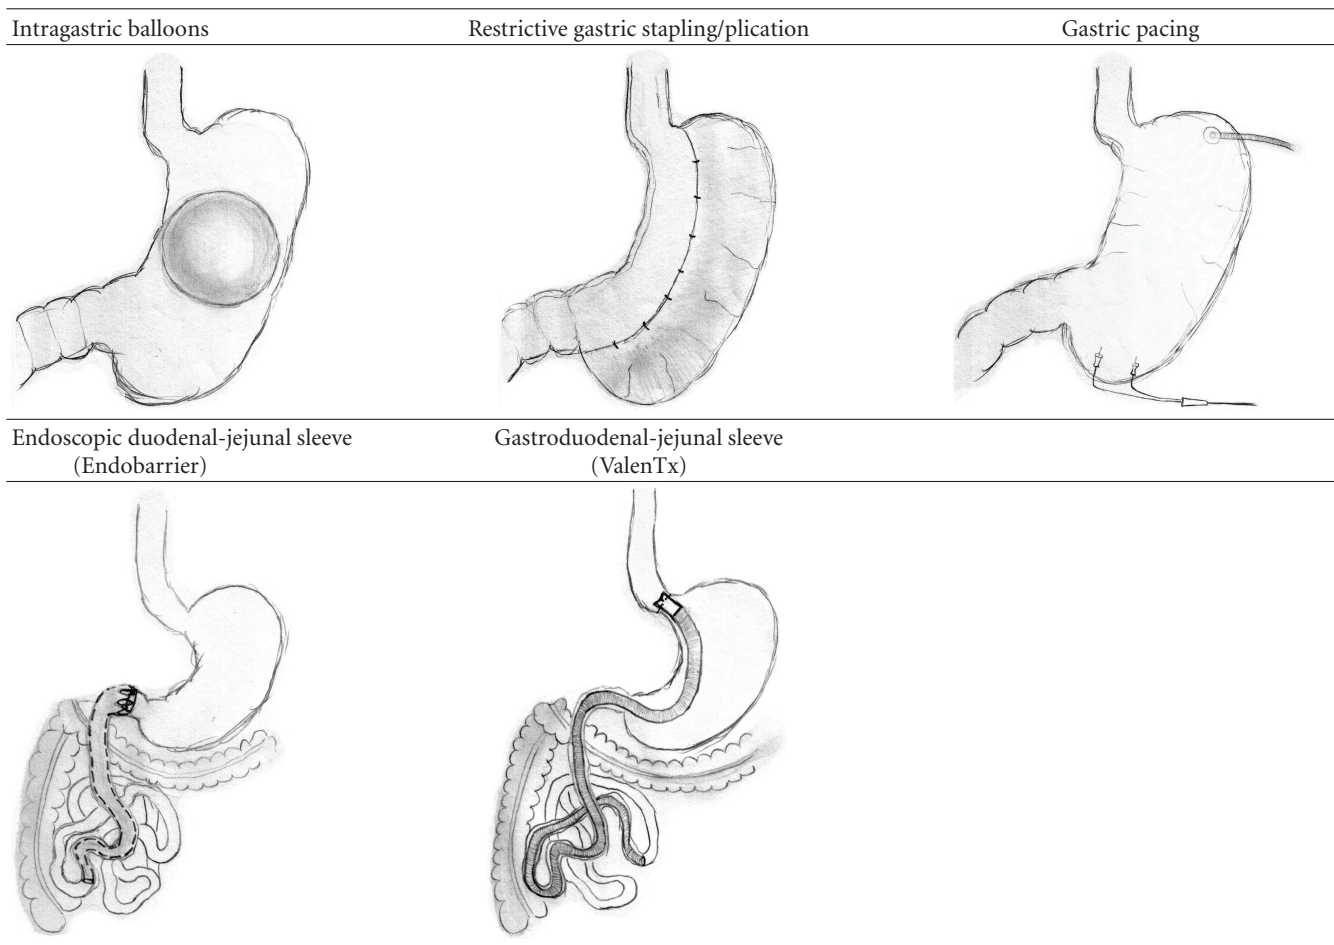 Intragastric balloons
Restrictive gastric stapling/plication
Gastric pacing
Endoscopic duodenal-jejunal sleeve
(Endobarrier)
Gastroduodenal-jejunal sleeve
(ValenTx)